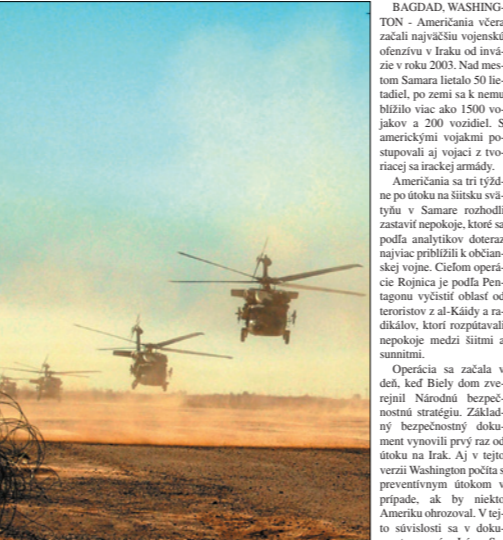 BAGDAD, WASHING-
TON - Američania včera
začali najväčšiu vojenskú
ofenzívu v Iraku od invá-
zie v roku 2003. Nad mes-
tom Samara lietalo 50 lie-
tadiel, po zemi sa k nemu
blížilo viac ako 1500 vo-
jakov a 200 vozidiel. S
americkými vojakmi po-
stupovali aj vojaci z tvo-
riacej sa irackej armády.
Američania sa tri týžd-
ne po útoku na šiitsku svä-
tyňu v Samare rozhodli
zastaviť nepokoje, ktoré sa
podľa analytikov doteraz
najviac priblížili k občian-
skej vojne. Cieľom operá-
cie Rojnica je podľa Pen-
tagonu vyčistiť oblasť od
teroristov z al-Káidy a ra-
dikálov, ktorí rozpútavali
nepokoje medzi šiitmi a
sunnitmi.
Operácia sa začala v
deň, keď Biely dom zve-
rejnil Národnú bezpeč-
nostnú stratégiu. Základ-
ný bezpečnostný doku-
ment vynovili prvý raz od
útoku na Irak. Aj v tejto
verzii Washington počíta s
preventívnym útokom v
prípade, ak by niekto
Ameriku ohrozoval. V tej-
to súvislosti sa v doku-